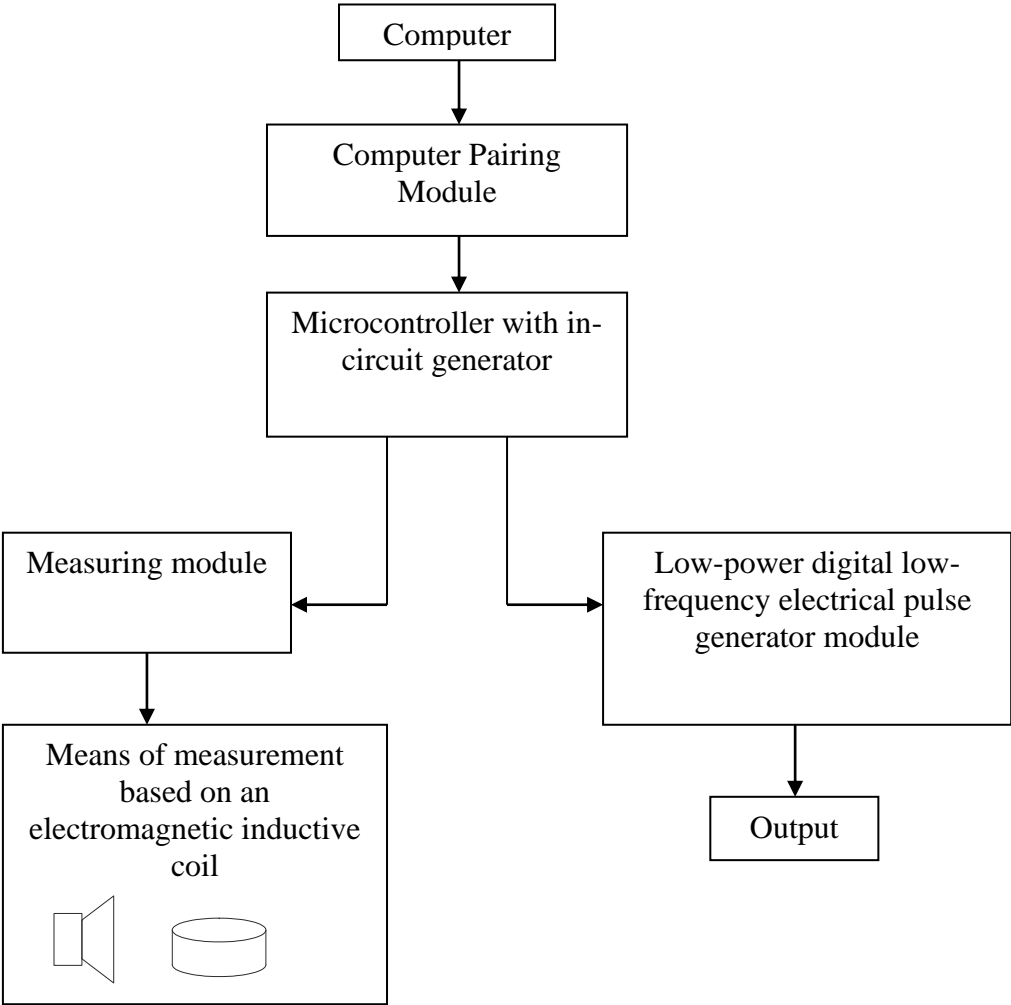 Computer
Computer Pairing
Module
Microcontroller with in-
circuit generator
Measuring module
Low-power digital low-
frequency electrical pulse
generator module
Means of measurement
based on an
electromagnetic inductive
coil
Output